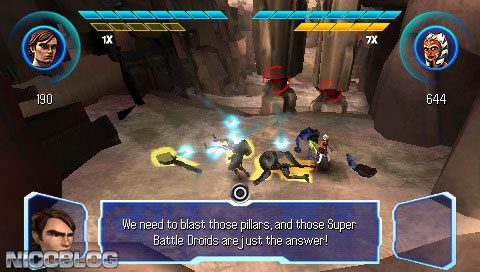 1X
7X
190
644
We need to blast those pillars, and those Super
Battle Droids are just the answer!
NICOBLOG